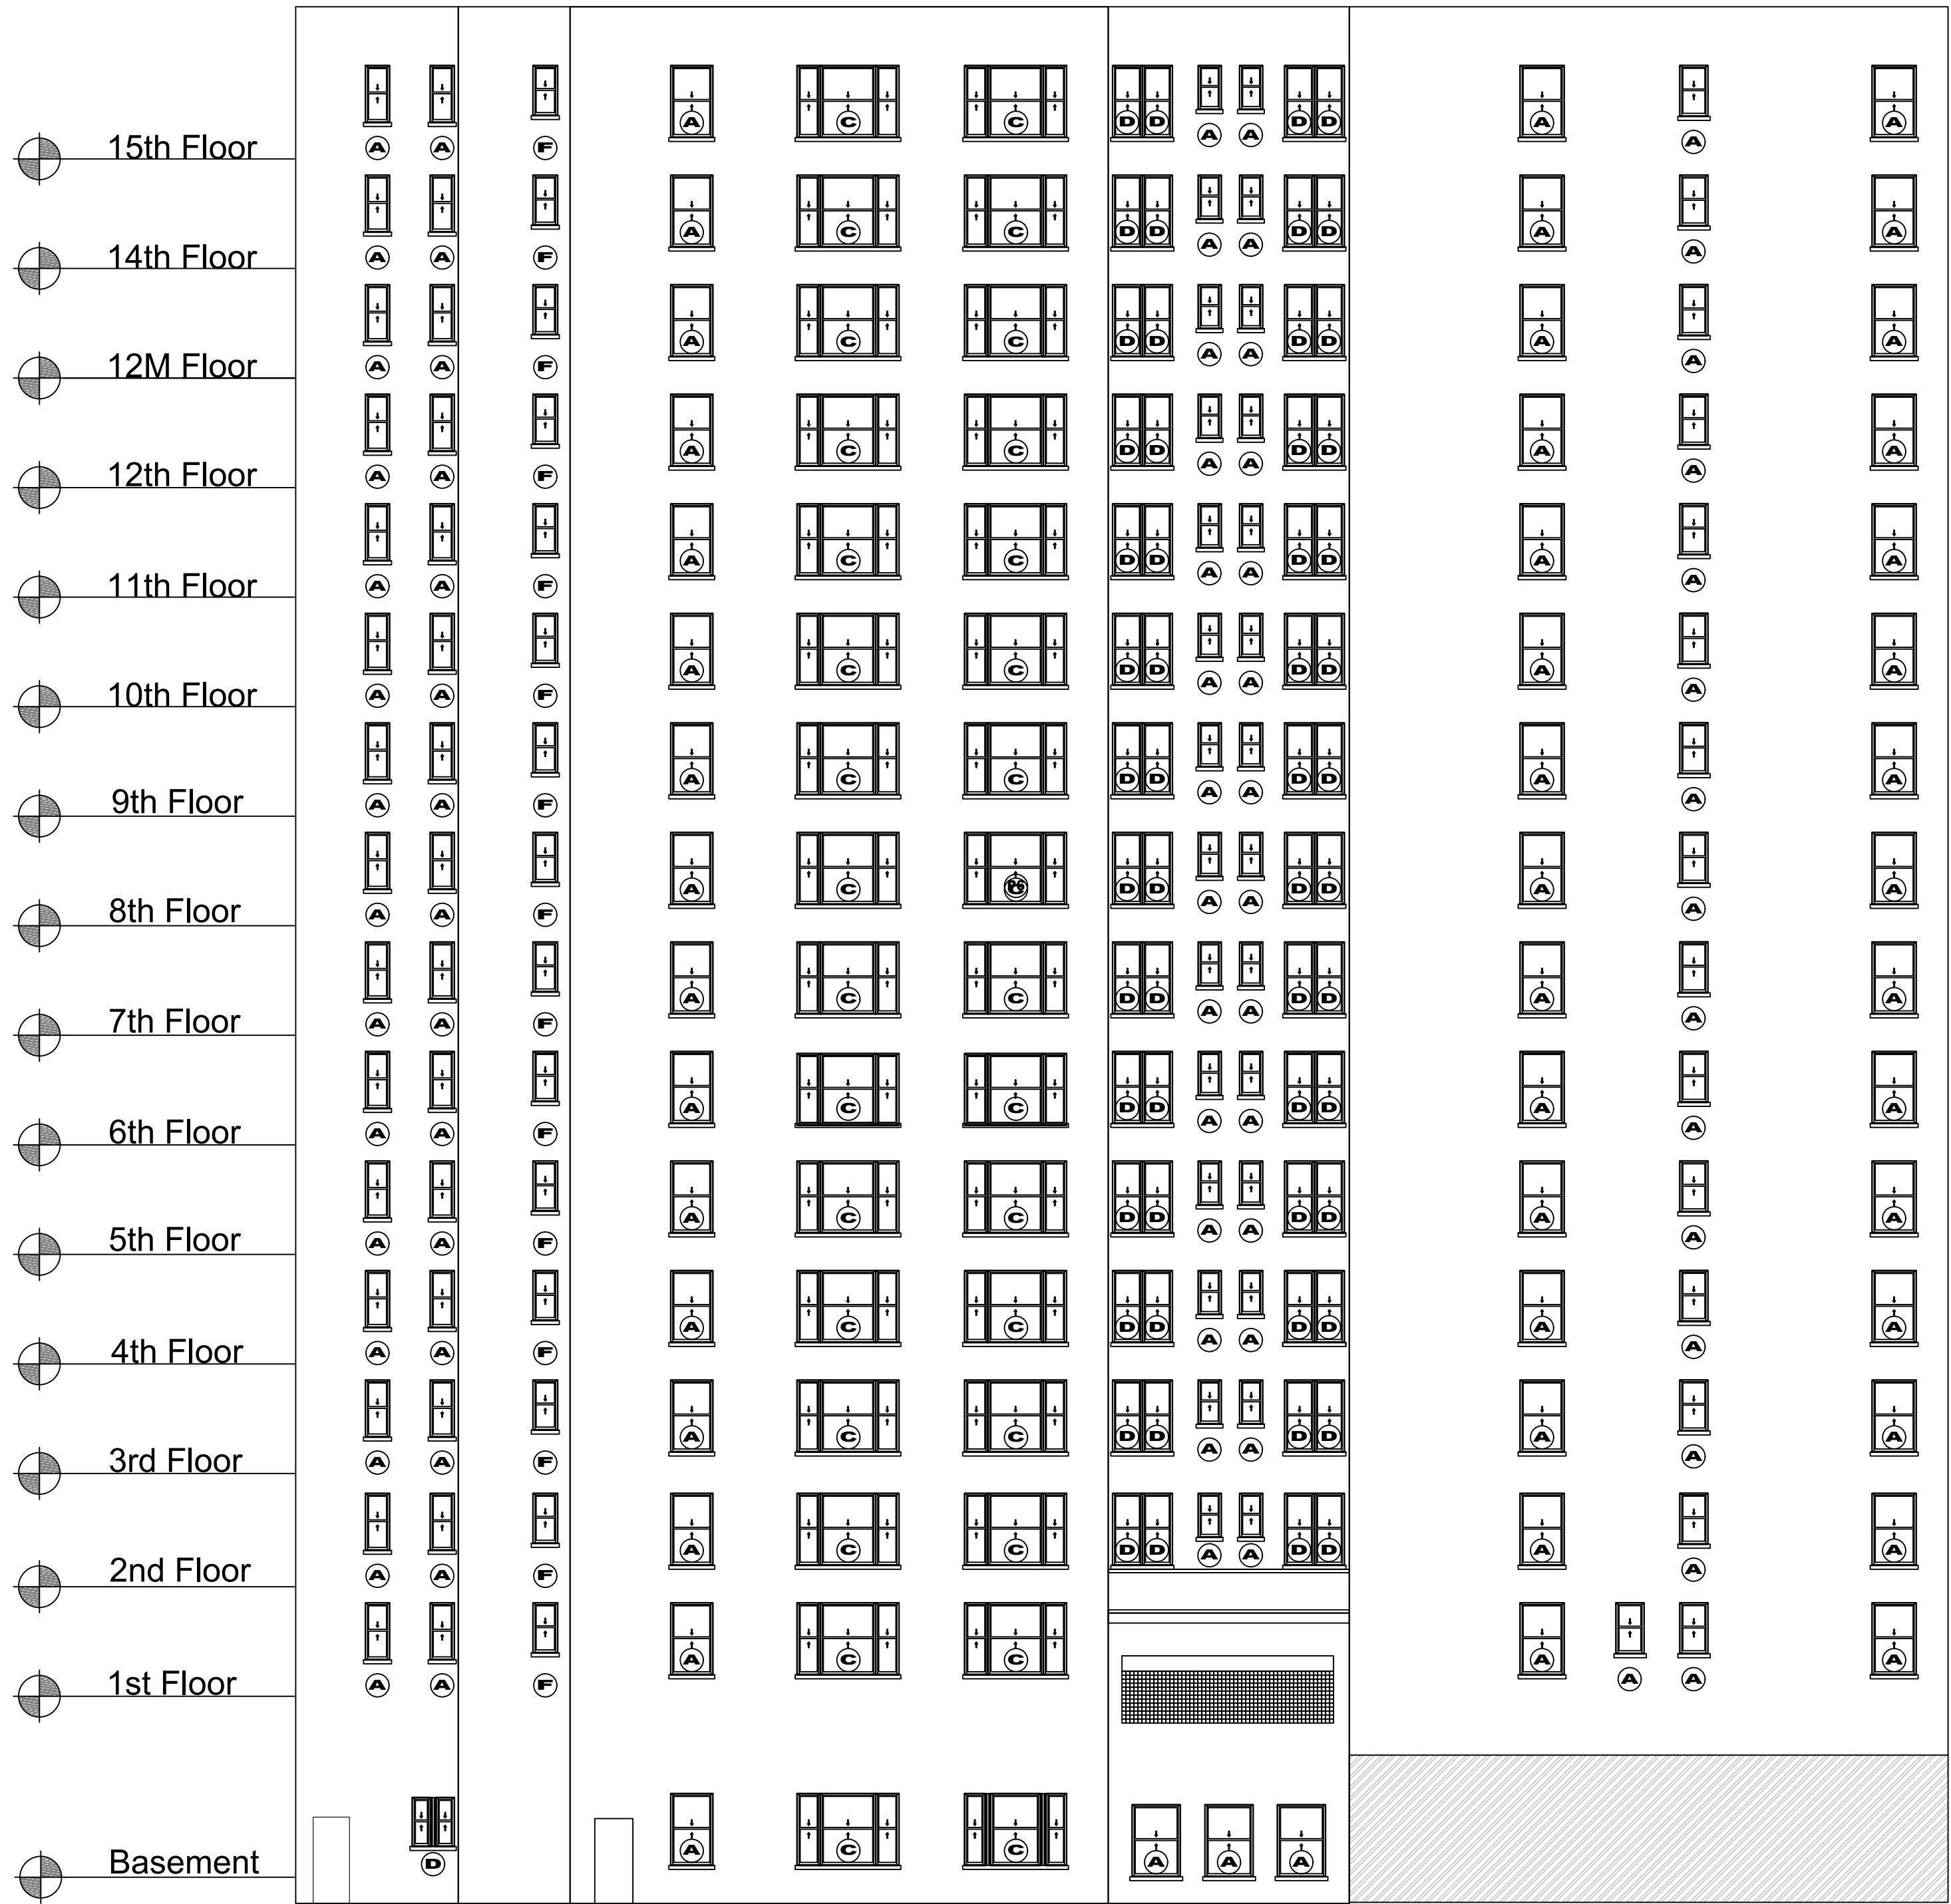 15th Floor A A F A C C D D A A D D A A A
14th Floor A A F A C C D D A A D D A A A
12M Floor A A F A C C D D A A D D A A A
12th Floor A A F A C C D D A A D D A A A
11th Floor A A F A C C D D A A D D A A A
10th Floor A A F A C C D D A A D D A A A
9th Floor A A F A C C D D A A D D A A A
8th Floor A A F A C C D D A A D D A A A
7th Floor A A F A C C D D A A D D A A A
6th Floor A A F A C C D D A A D D A A A
5th Floor A A F A C C D D A A D D A A A
4th Floor A A F A C C D D A A D D A A A
3rd Floor A A F A C C D D A A D D A A A
2nd Floor A A F A C C D D A A D D A A A
1st Floor A A F A C C A A A A
Basement D A C C A A A